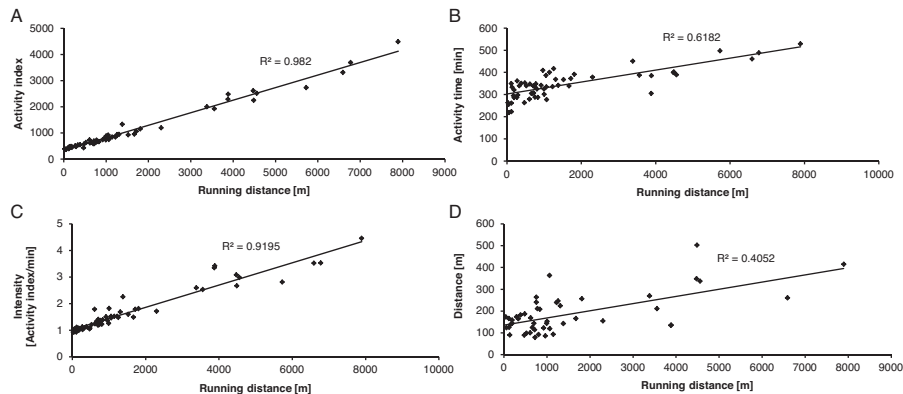 A
5000
4000
3000
2000
1000
0
Activity index
R² = 0.982
0 1000 2000 3000 4000 5000 6000 7000 8000 9000
Running distance [m]
B
600
500
400
300
200
100
0
Activity time [min]
R² = 0.6182
0 2000 4000 6000 8000 10000
Running distance [m]
C
5
4
3
2
1
0
Intensity
[Activity index/min]
R² = 0.9195
0 2000 4000 6000 8000 10000
Running distance [m]
D
600
500
400
300
200
100
0
Distance [m]
R² = 0.4052
0 1000 2000 3000 4000 5000 6000 7000 8000 9000
Running distance [m]